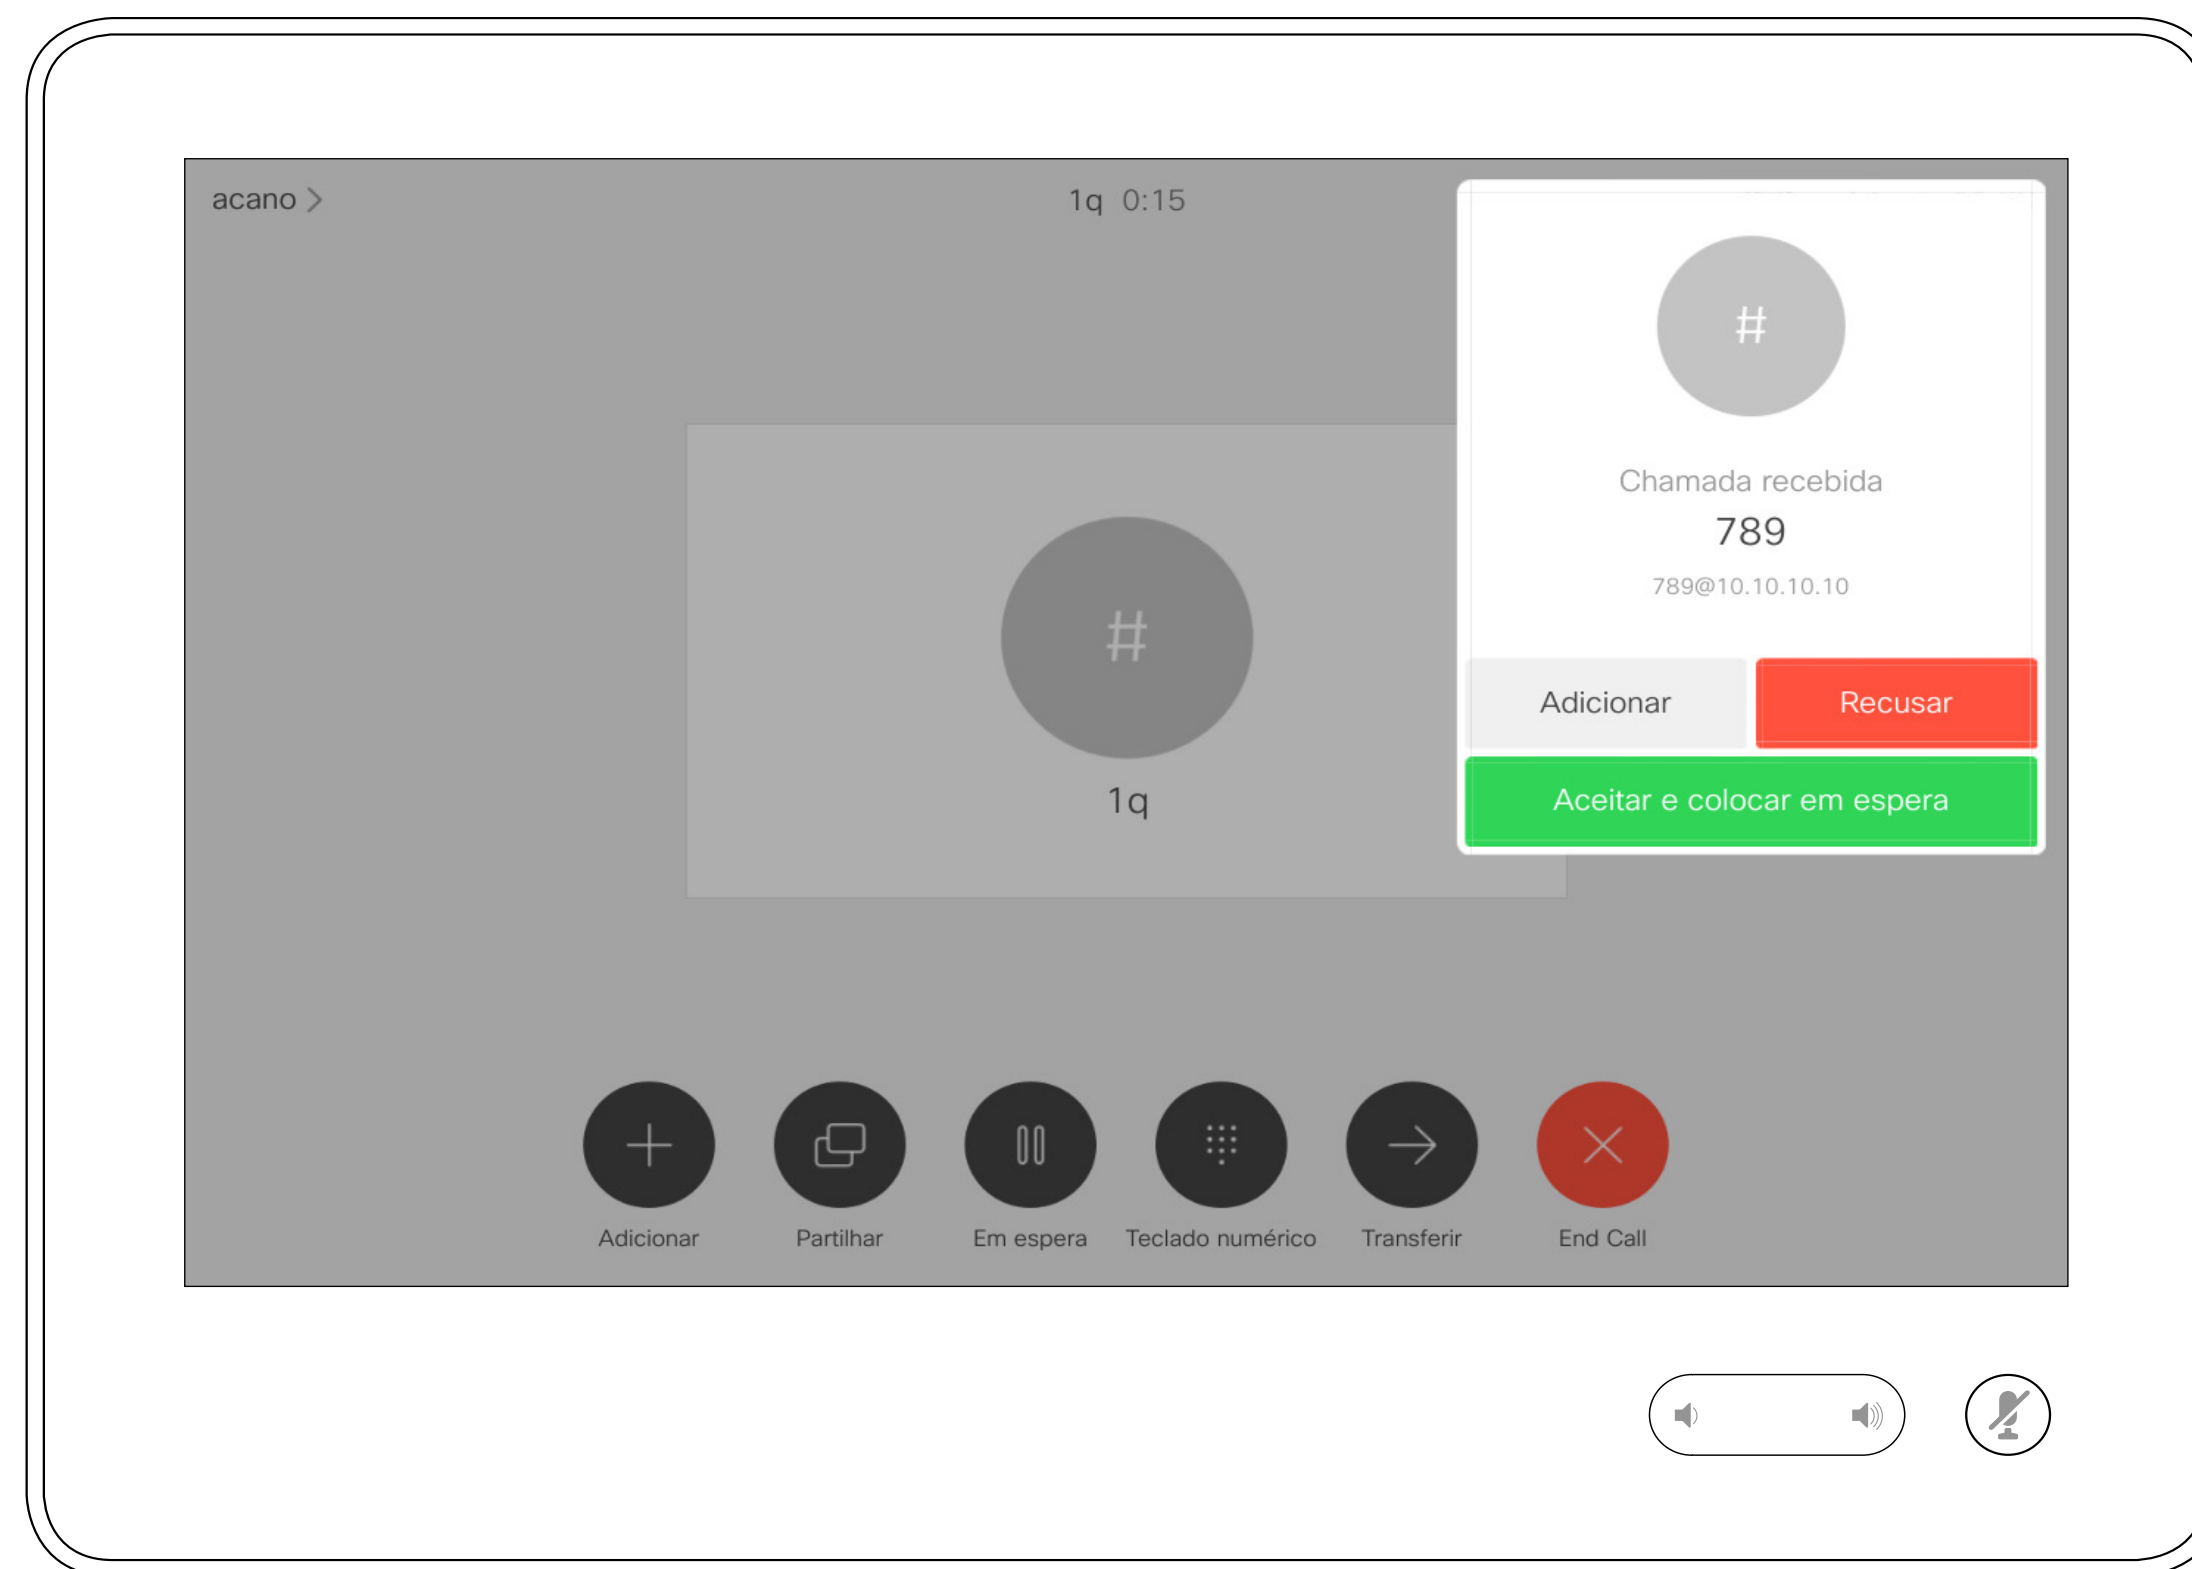 acano
1q 0:15
#
Chamada recebida
789
789@10.10.10.10
Adicionar
Recusar
Aceitar e colocar em espera
#
1q
Adicionar
Partilhar
Em espera
Teclado numérico
Transferir
End Call